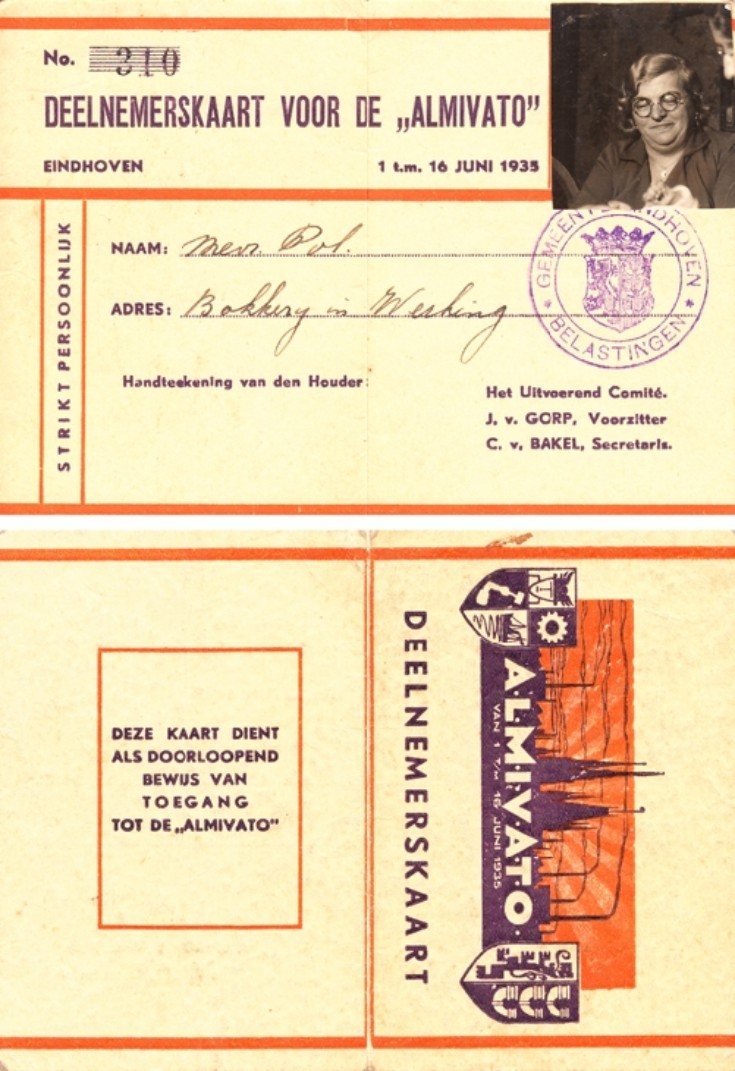 No. 310
DEELNEMERSKAART VOOR DE „ALMIVATO”
EINDHOVEN 1 t.m. 16 JUNI 1935
STRIKT PERSOONLIJK
NAAM: Mevr. Pol.
ADRES: Bakkerij in Werking
GEMEENTE EINDHOVEN
* BELASTINGEN *
Handteekening van den Houder:
Het Uitvoerend Comité.
J. v. GORP, Voorzitter
C. v. BAKEL, Secretaris.
DEZE KAART DIENT
ALS DOORLOOPEND
BEWIJS VAN
TOEGANG
TOT DE „ALMIVATO”
DEELNEMERSKAART
ALMIVATO
VAN 1 T/M 16 JUNI 1935